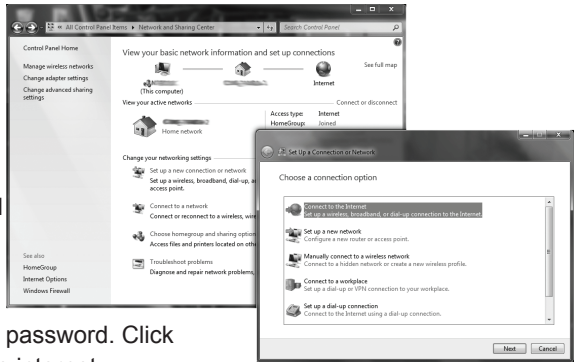 All Control Panel Items ▸ Network and Sharing Center
Search Control Panel
Control Panel Home
Manage wireless networks
Change adapter settings
Change advanced sharing
settings
See also
HomeGroup
Internet Options
Windows Firewall
View your basic network information and set up connections
See full map
(This computer)
Internet
View your active networks
Connect or disconnect
Home network
Access type: Internet
HomeGroup: Joined
Change your networking settings
Set up a new connection or network
Set up a wireless, broadband, dial-up, a
access point.
Connect to a network
Connect or reconnect to a wireless, wire
Choose homegroup and sharing option
Access files and printers located on othe
Troubleshoot problems
Diagnose and repair network problems,
Set Up a Connection or Network
Choose a connection option
Connect to the Internet
Set up a wireless, broadband, or dial-up connection to the Internet.
Set up a new network
Configure a new router or access point.
Manually connect to a wireless network
Connect to a hidden network or create a new wireless profile.
Connect to a workplace
Set up a dial-up or VPN connection to your workplace.
Set up a dial-up connection
Connect to the Internet using a dial-up connection.
Next Cancel
password. Click